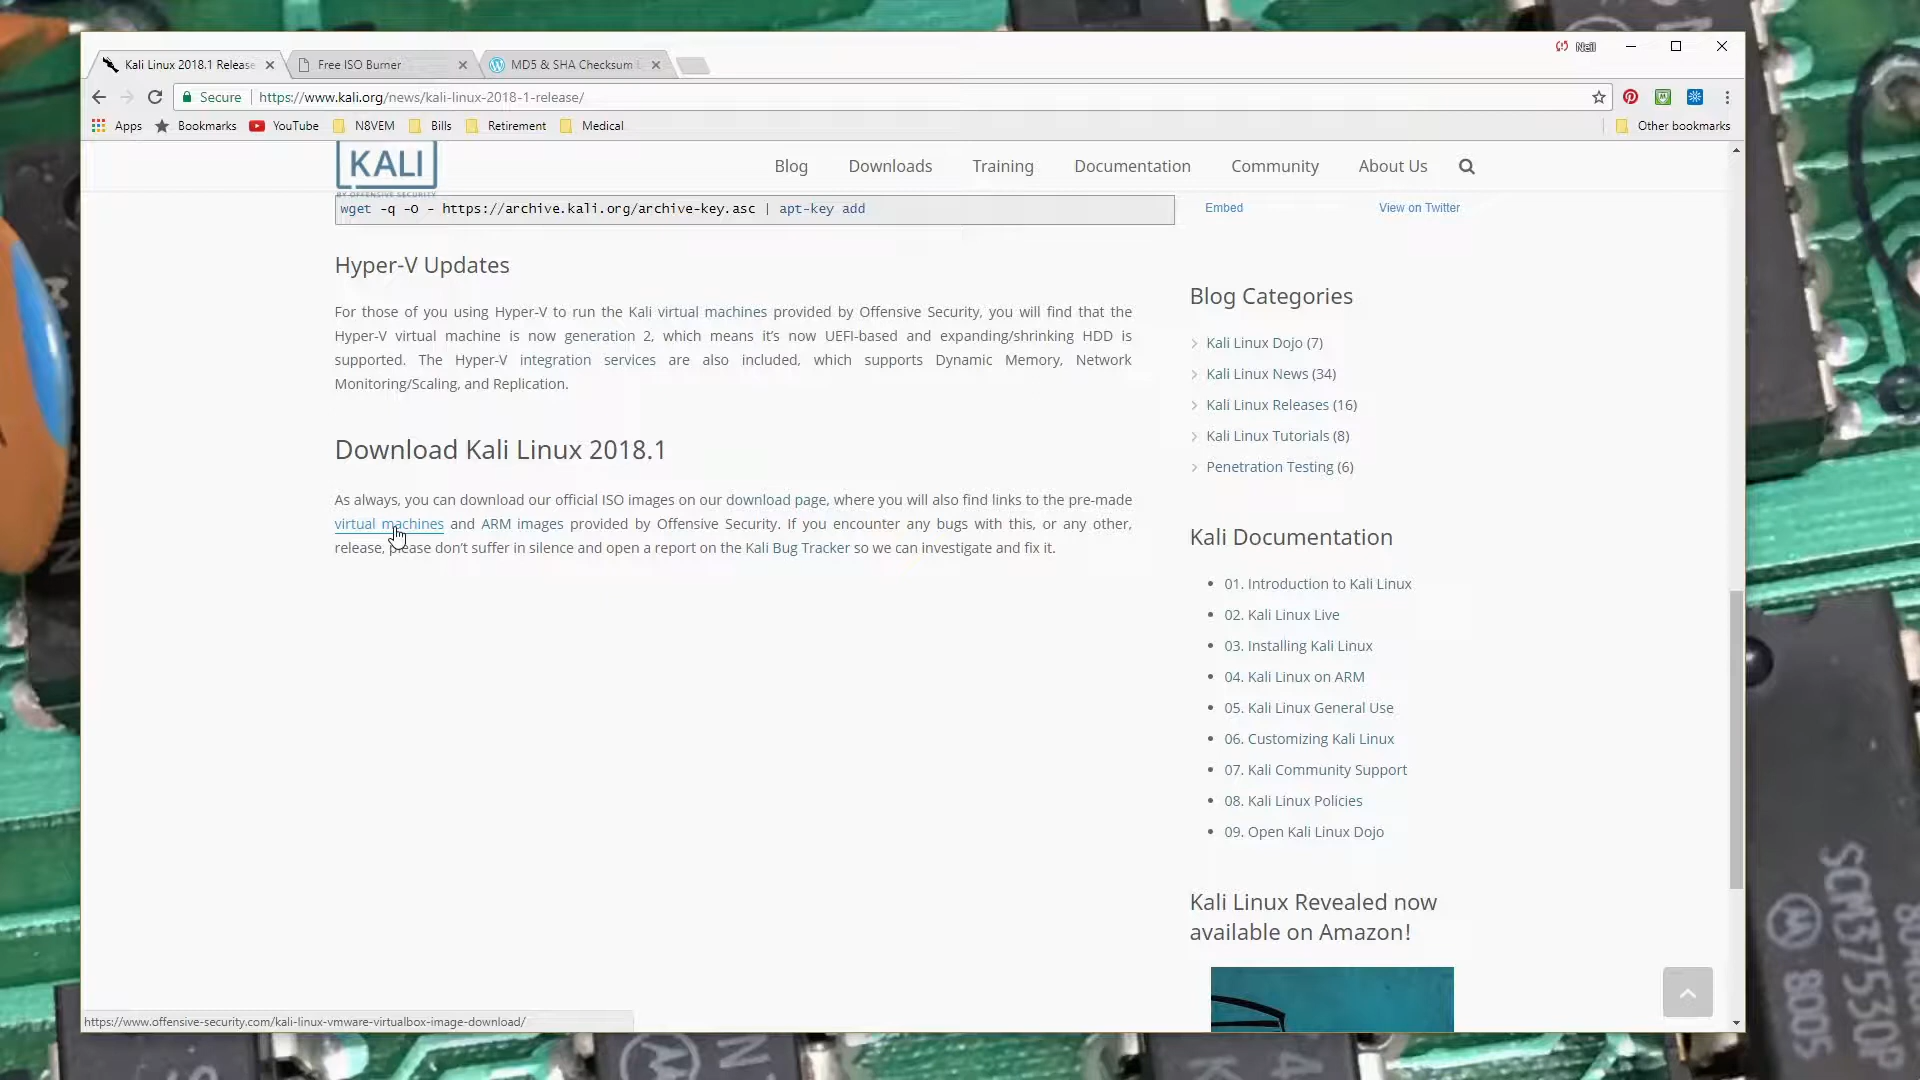 Neil
Kali Linux 2018.1 Release
Free ISO Burner
MD5 & SHA Checksum
Secure
https://www.kali.org/news/kali-linux-2018-1-release/
Apps
Bookmarks
YouTube
N8VEM
Bills
Retirement
Medical
Other bookmarks
KALI
BY OFFENSIVE SECURITY
Blog
Downloads
Training
Documentation
Community
About Us
wget -q -O - https://archive.kali.org/archive-key.asc | apt-key add
Embed
View on Twitter
Hyper-V Updates
For those of you using Hyper-V to run the Kali virtual machines provided by Offensive Security, you will find that the
Hyper-V virtual machine is now generation 2, which means it’s now UEFI-based and expanding/shrinking HDD is
supported. The Hyper-V integration services are also included, which supports Dynamic Memory, Network
Monitoring/Scaling, and Replication.
Download Kali Linux 2018.1
As always, you can download our official ISO images on our download page, where you will also find links to the pre-made
virtual machines and ARM images provided by Offensive Security. If you encounter any bugs with this, or any other,
release, please don’t suffer in silence and open a report on the Kali Bug Tracker so we can investigate and fix it.
Blog Categories
Kali Linux Dojo (7)
Kali Linux News (34)
Kali Linux Releases (16)
Kali Linux Tutorials (8)
Penetration Testing (6)
Kali Documentation
01. Introduction to Kali Linux
02. Kali Linux Live
03. Installing Kali Linux
04. Kali Linux on ARM
05. Kali Linux General Use
06. Customizing Kali Linux
07. Kali Community Support
08. Kali Linux Policies
09. Open Kali Linux Dojo
Kali Linux Revealed now
available on Amazon!
https://www.offensive-security.com/kali-linux-vmware-virtualbox-image-download/
SCM37530P
8005